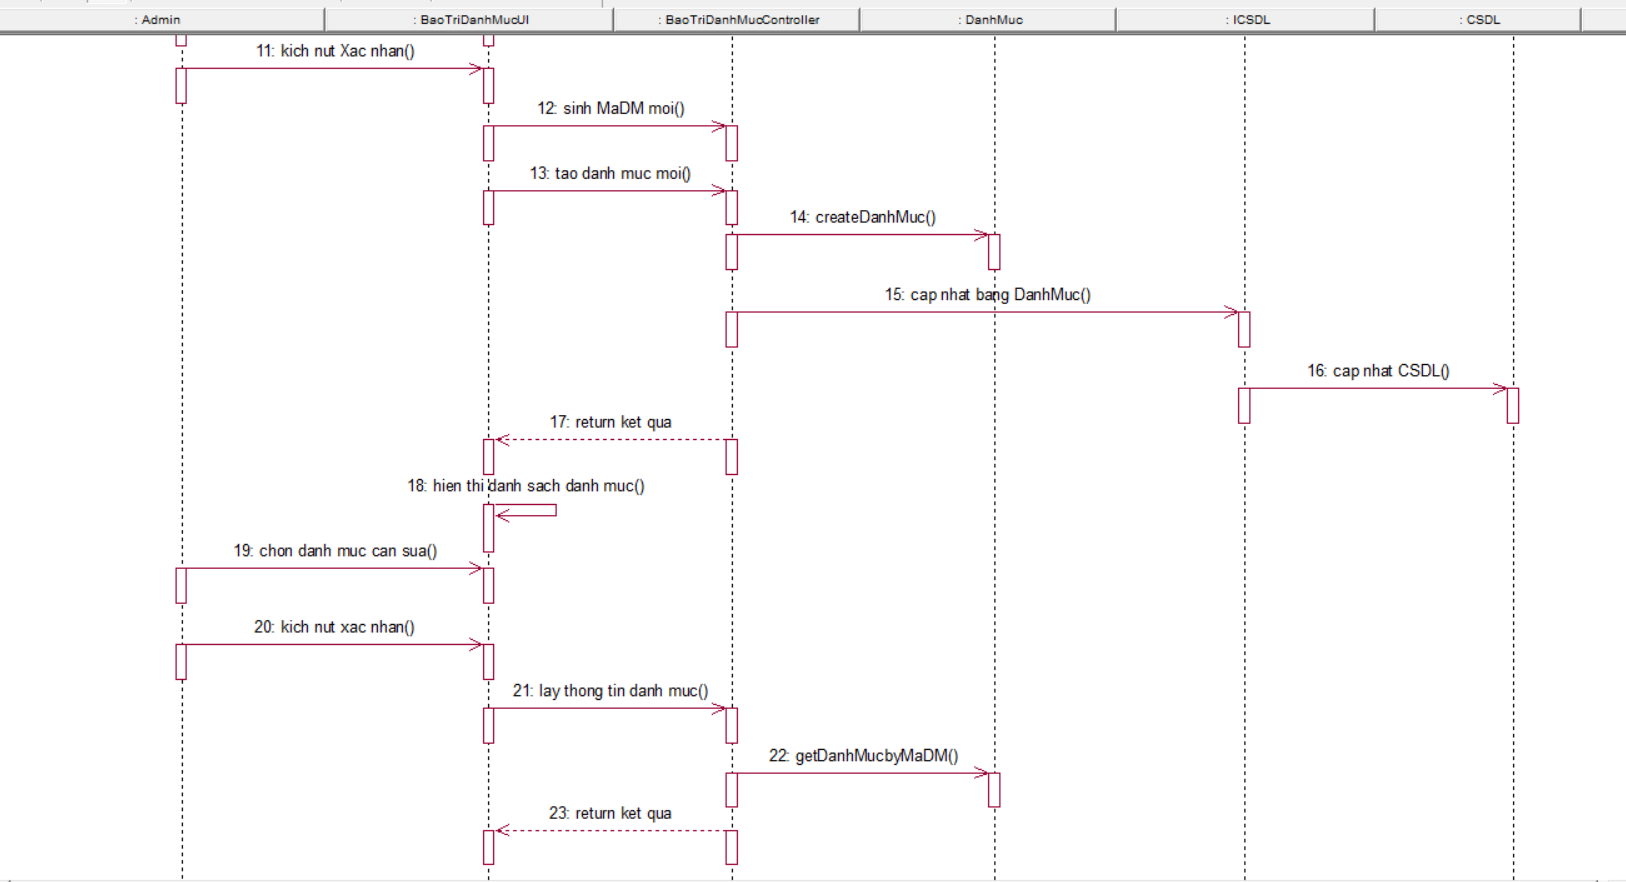 : Admin
: BaoTriDanhMucUI
: BaoTriDanhMucController
: DanhMuc
: ICSDL
: CSDL
11: kich nut Xac nhan()
12: sinh MaDM moi()
13: tao danh muc moi()
14: createDanhMuc()
15: cap nhat bang DanhMuc()
16: cap nhat CSDL()
17: return ket qua
18: hien thi danh sach danh muc()
19: chon danh muc can sua()
20: kich nut xac nhan()
21: lay thong tin danh muc()
22: getDanhMucbyMaDM()
23: return ket qua